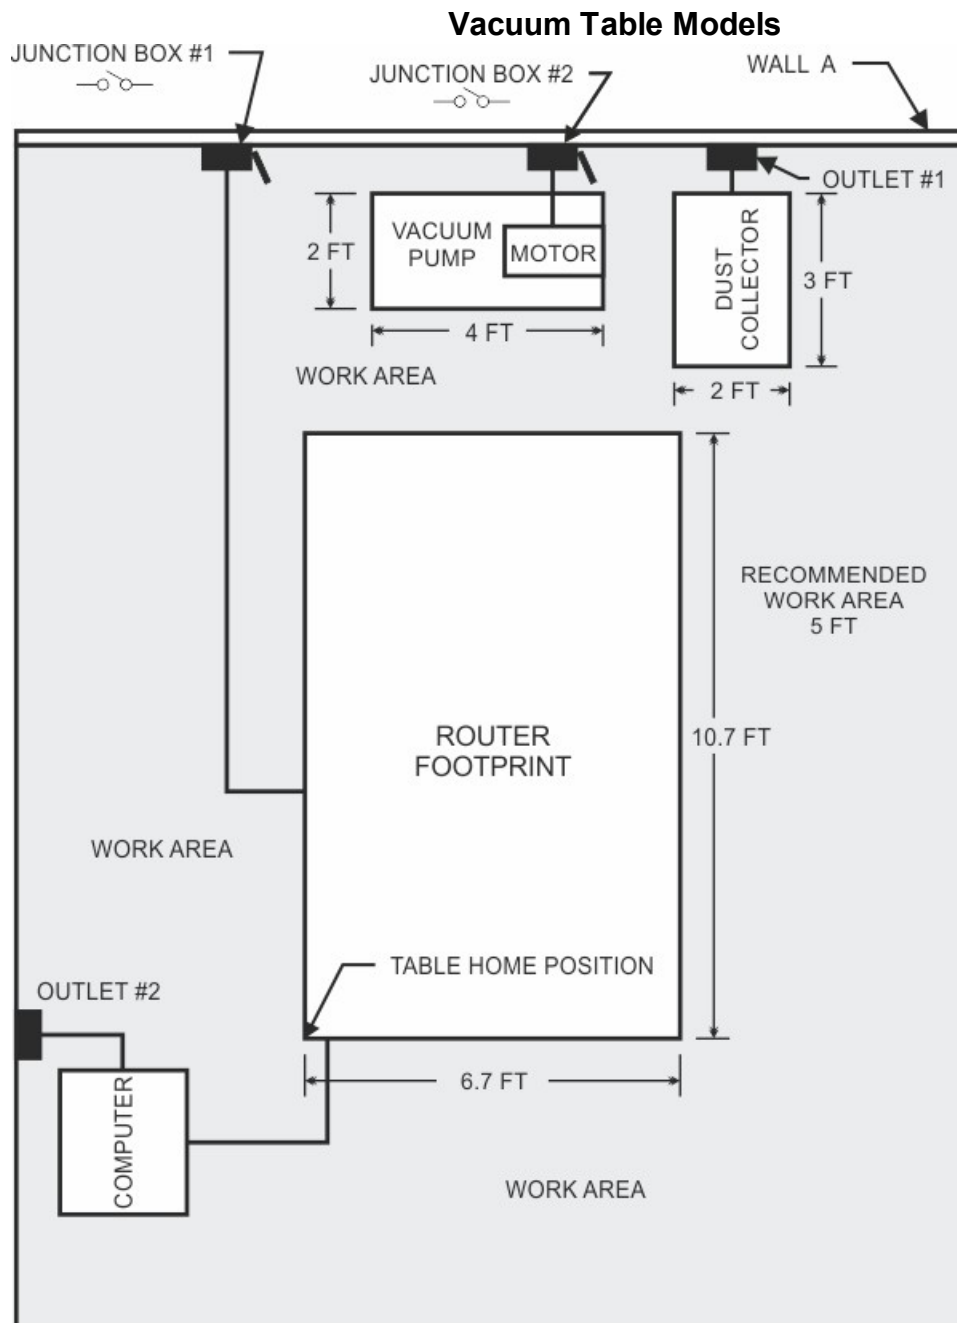 Vacuum Table Models
JUNCTION BOX #1
JUNCTION BOX #2
WALL A
OUTLET #1
2 FT
VACUUM
PUMP
MOTOR
4 FT
DUST
COLLECTOR
3 FT
2 FT
WORK AREA
RECOMMENDED
WORK AREA
5 FT
ROUTER
FOOTPRINT
10.7 FT
WORK AREA
TABLE HOME POSITION
OUTLET #2
6.7 FT
COMPUTER
WORK AREA